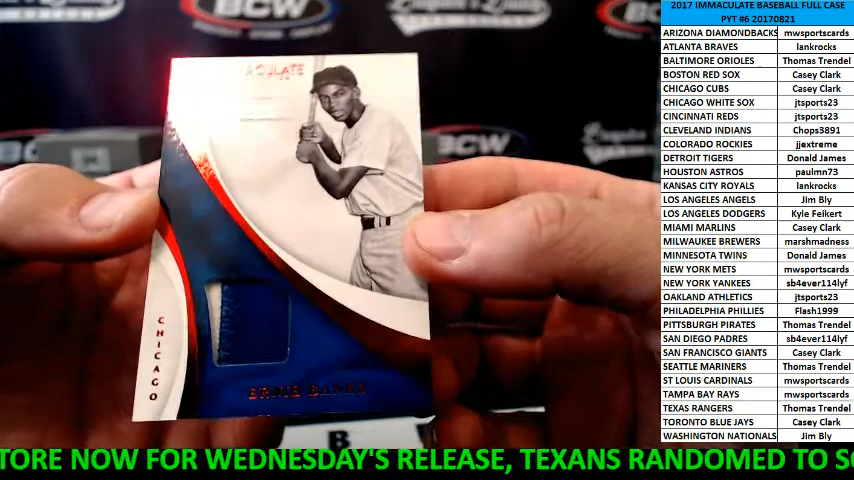 2017 IMMACULATE BASEBALL FULL CASE
PYT #6 20170821
ARIZONA DIAMONDBACKS mwsportscards
ATLANTA BRAVES lankrocks
BALTIMORE ORIOLES Thomas Trendel
BOSTON RED SOX Casey Clark
CHICAGO CUBS Casey Clark
CHICAGO WHITE SOX jtsports23
CINCINNATI REDS jtsports23
CLEVELAND INDIANS Chops3891
COLORADO ROCKIES jjextreme
DETROIT TIGERS Donald James
HOUSTON ASTROS paulmn73
KANSAS CITY ROYALS lankrocks
LOS ANGELES ANGELS Jim Bly
LOS ANGELES DODGERS Kyle Feikert
MIAMI MARLINS Casey Clark
MILWAUKEE BREWERS marshmadness
MINNESOTA TWINS Donald James
NEW YORK METS mwsportscards
NEW YORK YANKEES sb4ever114lyf
OAKLAND ATHLETICS jtsports23
PHILADELPHIA PHILLIES Flash1999
PITTSBURGH PIRATES Thomas Trendel
SAN DIEGO PADRES sb4ever114lyf
SAN FRANCISCO GIANTS Casey Clark
SEATTLE MARINERS Thomas Trendel
ST LOUIS CARDINALS mwsportscards
TAMPA BAY RAYS mwsportscards
TEXAS RANGERS Thomas Trendel
TORONTO BLUE JAYS Casey Clark
WASHINGTON NATIONALS Jim Bly
BCW
BCW
ACULATE
CHICAGO
ERNIE BANKS
TORE NOW FOR WEDNESDAY'S RELEASE, TEXANS RANDOMED TO SO